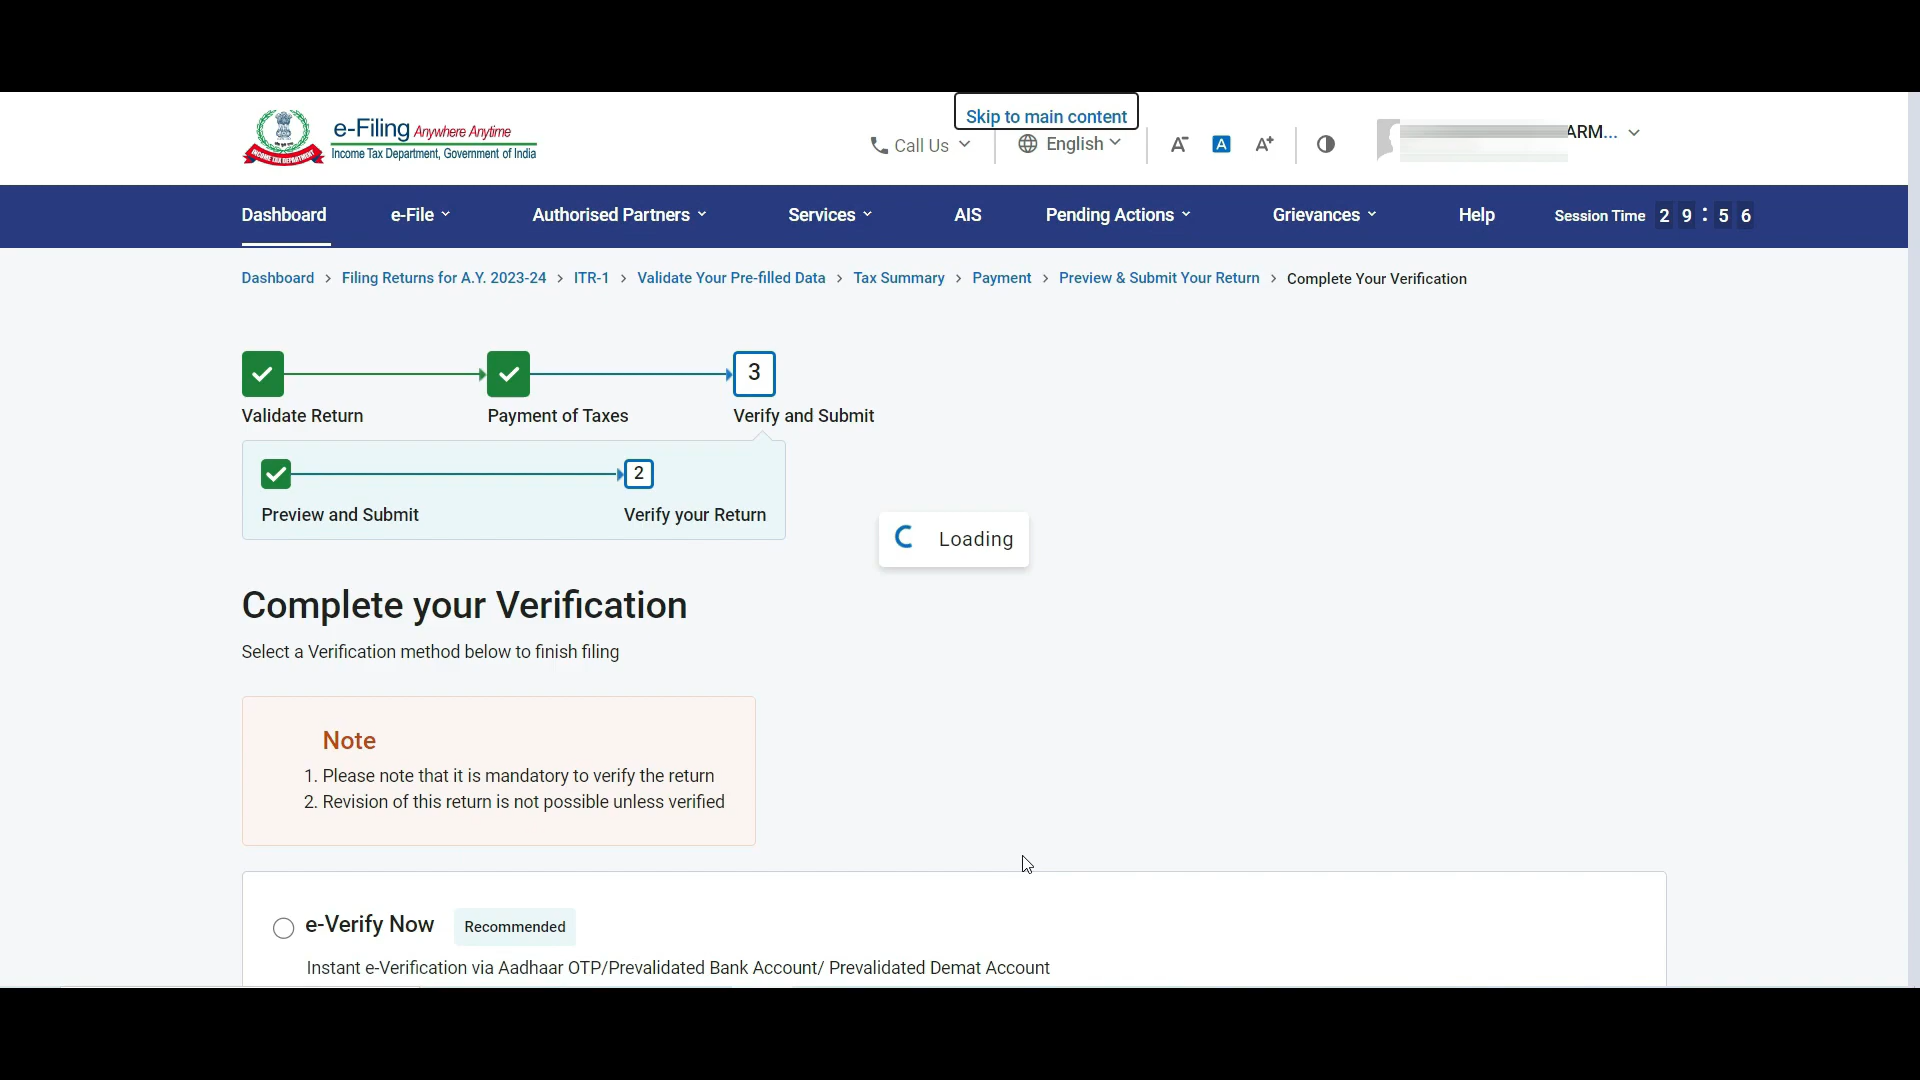 Skip to main content
e-Filing Anywhere Anytime
Income Tax Department, Government of India
INCOME TAX DEPARTMENT
Call Us
English
A-
A
A+
ARM...
Dashboard e-File Authorised Partners Services AIS Pending Actions Grievances Help Session Time 29:56
Dashboard > Filing Returns for A.Y. 2023-24 > ITR-1 > Validate Your Pre-filled Data > Tax Summary > Payment > Preview & Submit Your Return > Complete Your Verification
3
Validate Return Payment of Taxes Verify and Submit
2
Preview and Submit Verify your Return
Loading
Complete your Verification
Select a Verification method below to finish filing
Note
1. Please note that it is mandatory to verify the return
2. Revision of this return is not possible unless verified
e-Verify Now Recommended
Instant e-Verification via Aadhaar OTP/Prevalidated Bank Account/ Prevalidated Demat Account